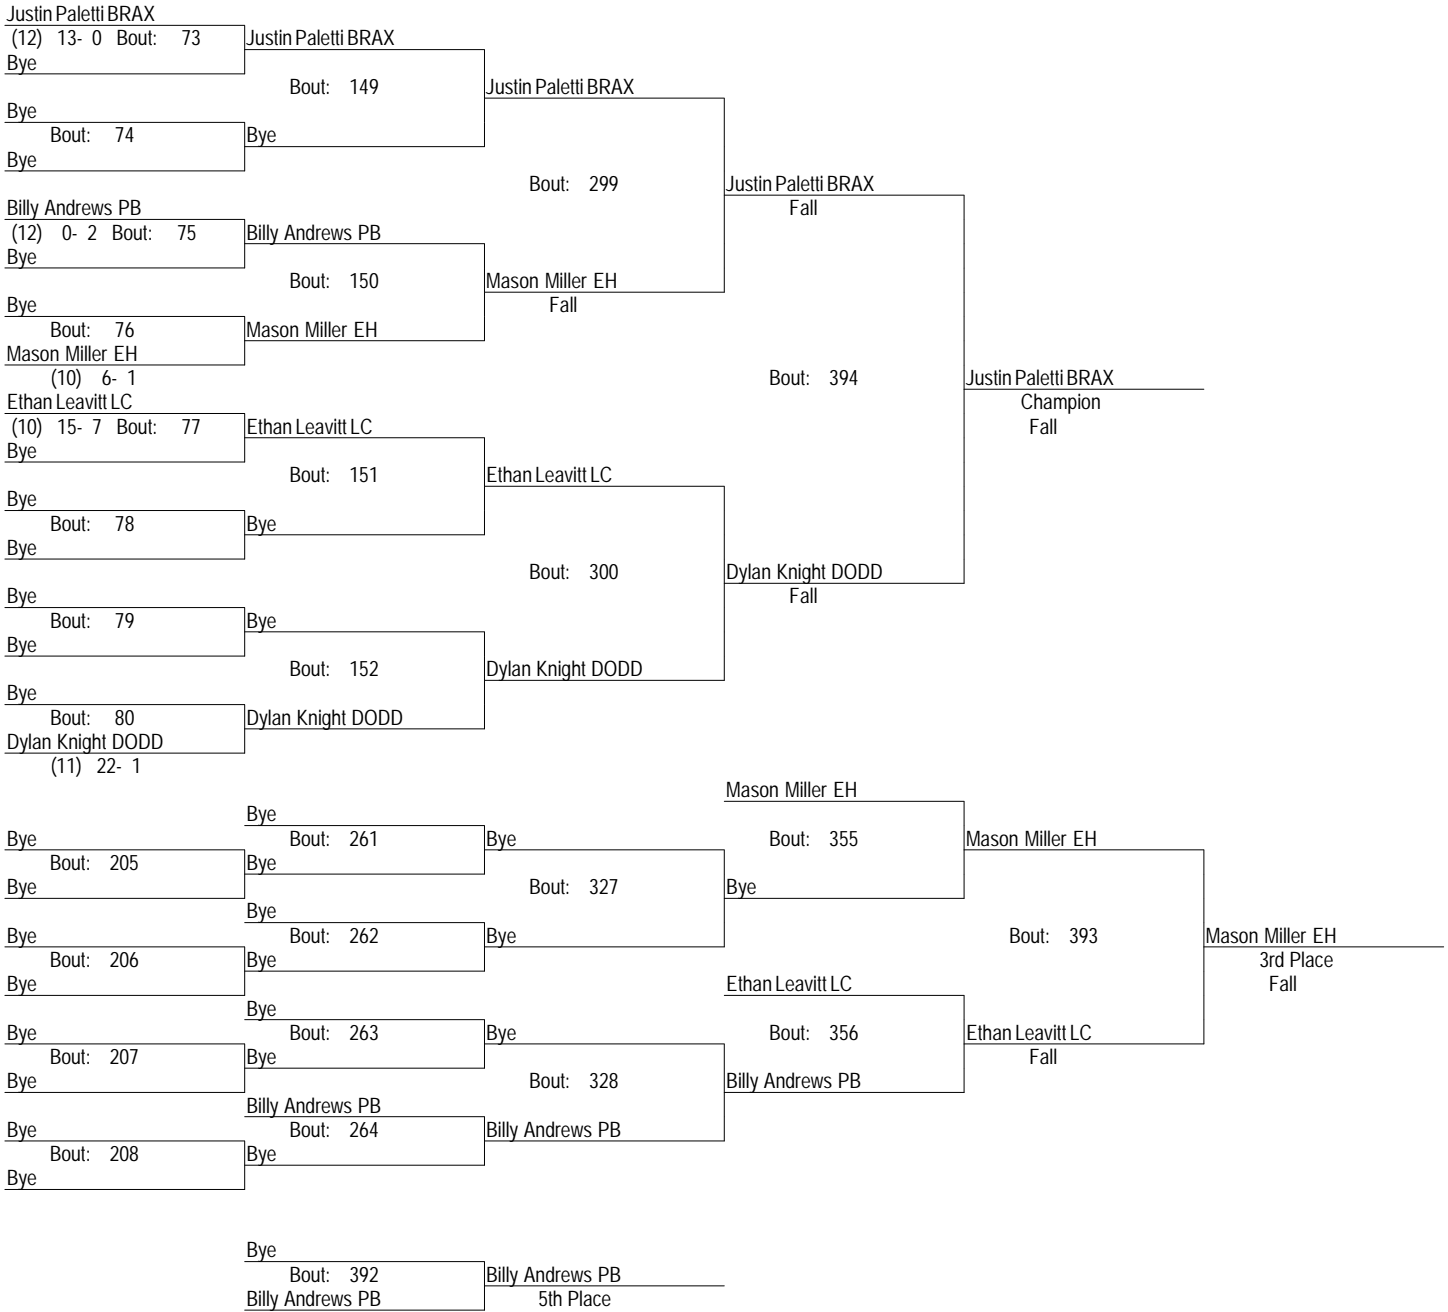 Justin Paletti BRAX
(12) 13- 0 Bout: 73 Justin Paletti BRAX
Bye
Bout: 149 Justin Paletti BRAX
Bye
Bout: 74 Bye
Bye
Bout: 299 Justin Paletti BRAX
Billy Andrews PB Fall
(12) 0- 2 Bout: 75 Billy Andrews PB
Bye
Bout: 150 Mason Miller EH
Bye Fall
Bout: 76 Mason Miller EH
Mason Miller EH
(10) 6- 1 Bout: 394 Justin Paletti BRAX
Ethan Leavitt LC Champion
(10) 15- 7 Bout: 77 Ethan Leavitt LC Fall
Bye
Bout: 151 Ethan Leavitt LC
Bye
Bout: 78 Bye
Bye
Bout: 300 Dylan Knight DODD
Bye Fall
Bout: 79 Bye
Bye
Bout: 152 Dylan Knight DODD
Bye
Bout: 80 Dylan Knight DODD
Dylan Knight DODD
(11) 22- 1
Mason Miller EH
Bye
Bye Bout: 261 Bye Bout: 355 Mason Miller EH
Bout: 205 Bye
Bye Bout: 327 Bye
Bye
Bye Bout: 262 Bye Bout: 393 Mason Miller EH
Bout: 206 Bye 3rd Place
Bye Ethan Leavitt LC Fall
Bye
Bye Bout: 263 Bye Bout: 356 Ethan Leavitt LC
Bout: 207 Bye Fall
Bye Bout: 328 Billy Andrews PB
Billy Andrews PB
Bye Bout: 264 Billy Andrews PB
Bout: 208 Bye
Bye
Bye
Bout: 392 Billy Andrews PB
Billy Andrews PB 5th Place